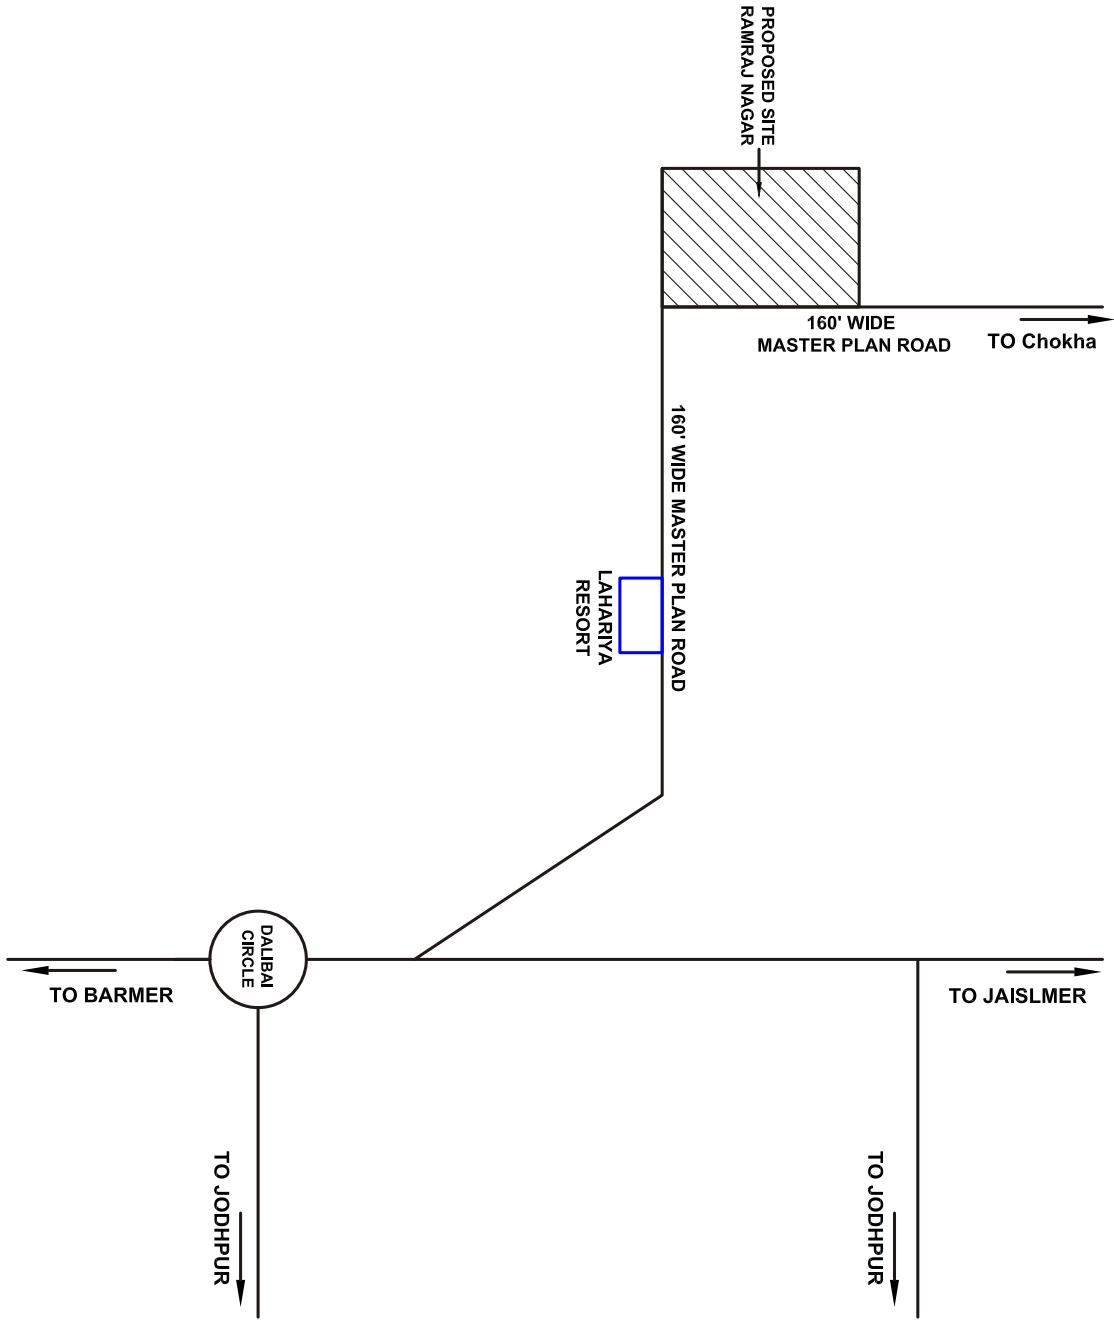 PROPOSED SITE
RAMRAJ NAGAR
160' WIDE
MASTER PLAN ROAD
TO Chokha
160' WIDE MASTER PLAN ROAD
LAHARIYA
RESORT
DALIBAI
CIRCLE
TO BARMER
TO JAISLMER
TO JODHPUR
TO JODHPUR